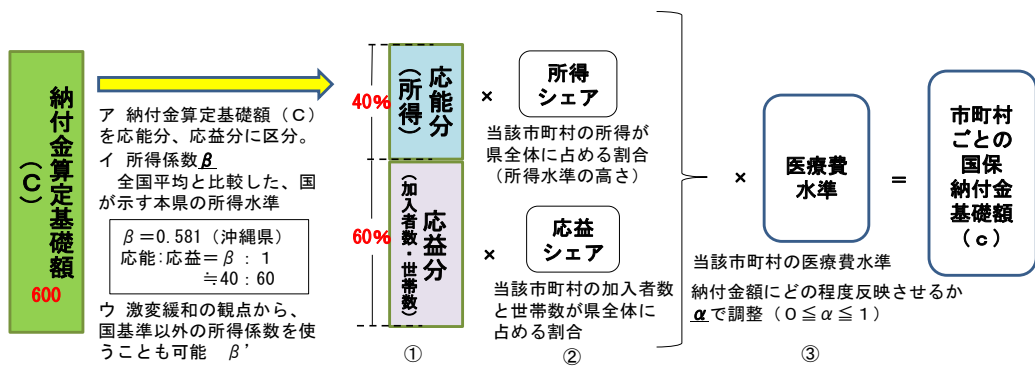 納付金算定基礎額
(C)
600
ア 納付金算定基礎額(C)
を応能分、応益分に区分。
イ 所得係数β
全国平均と比較した、国
が示す本県の所得水準
β=0.581(沖縄県)
応能:応益=β:1
≒40:60
ウ 激変緩和の観点から、
国基準以外の所得係数を使
うことも可能 β’
40%
60%
応能分
(所得)
応益分
(加入者数・世帯数)
①
×
所得
シェア
当該市町村の所得が
県全体に占める割合
(所得水準の高さ)
×
応益
シェア
当該市町村の加入者数
と世帯数が県全体に
占める割合
②
×
医療費
水準
当該市町村の医療費水準
納付金額にどの程度反映させるか
αで調整(0≦α≦1)
③
=
市町村
ごとの
国保
納付金
基礎額
(c)